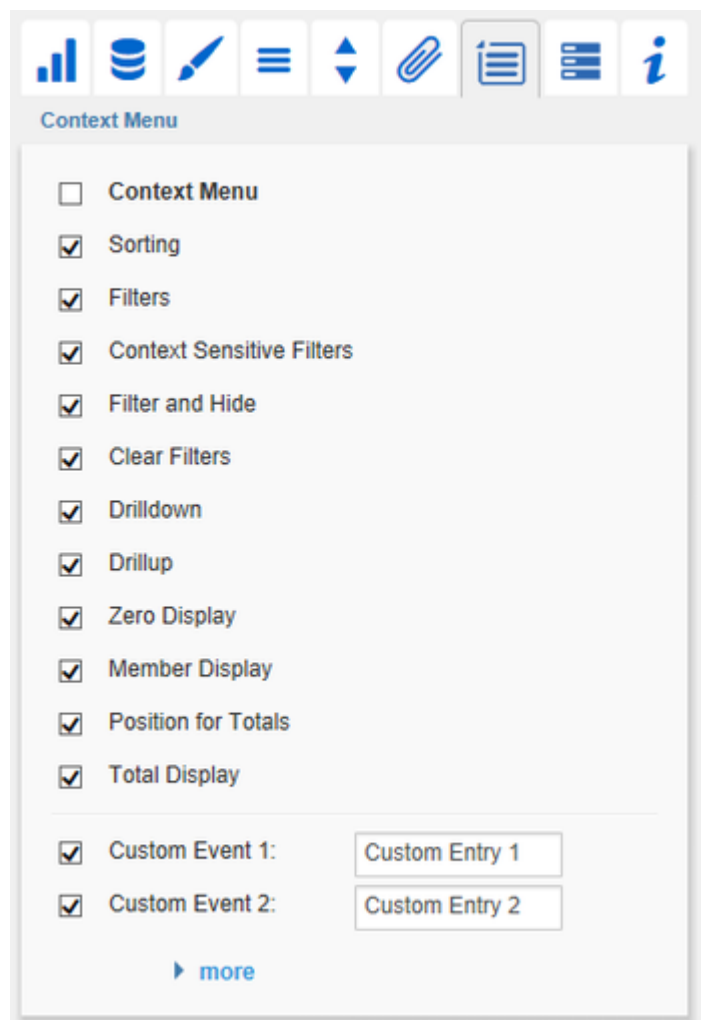 Context Menu
Context Menu
Sorting
Filters
Context Sensitive Filters
Filter and Hide
Clear Filters
Drilldown
Drillup
Zero Display
Member Display
Position for Totals
Total Display
Custom Event 1: Custom Entry 1
Custom Event 2: Custom Entry 2
more